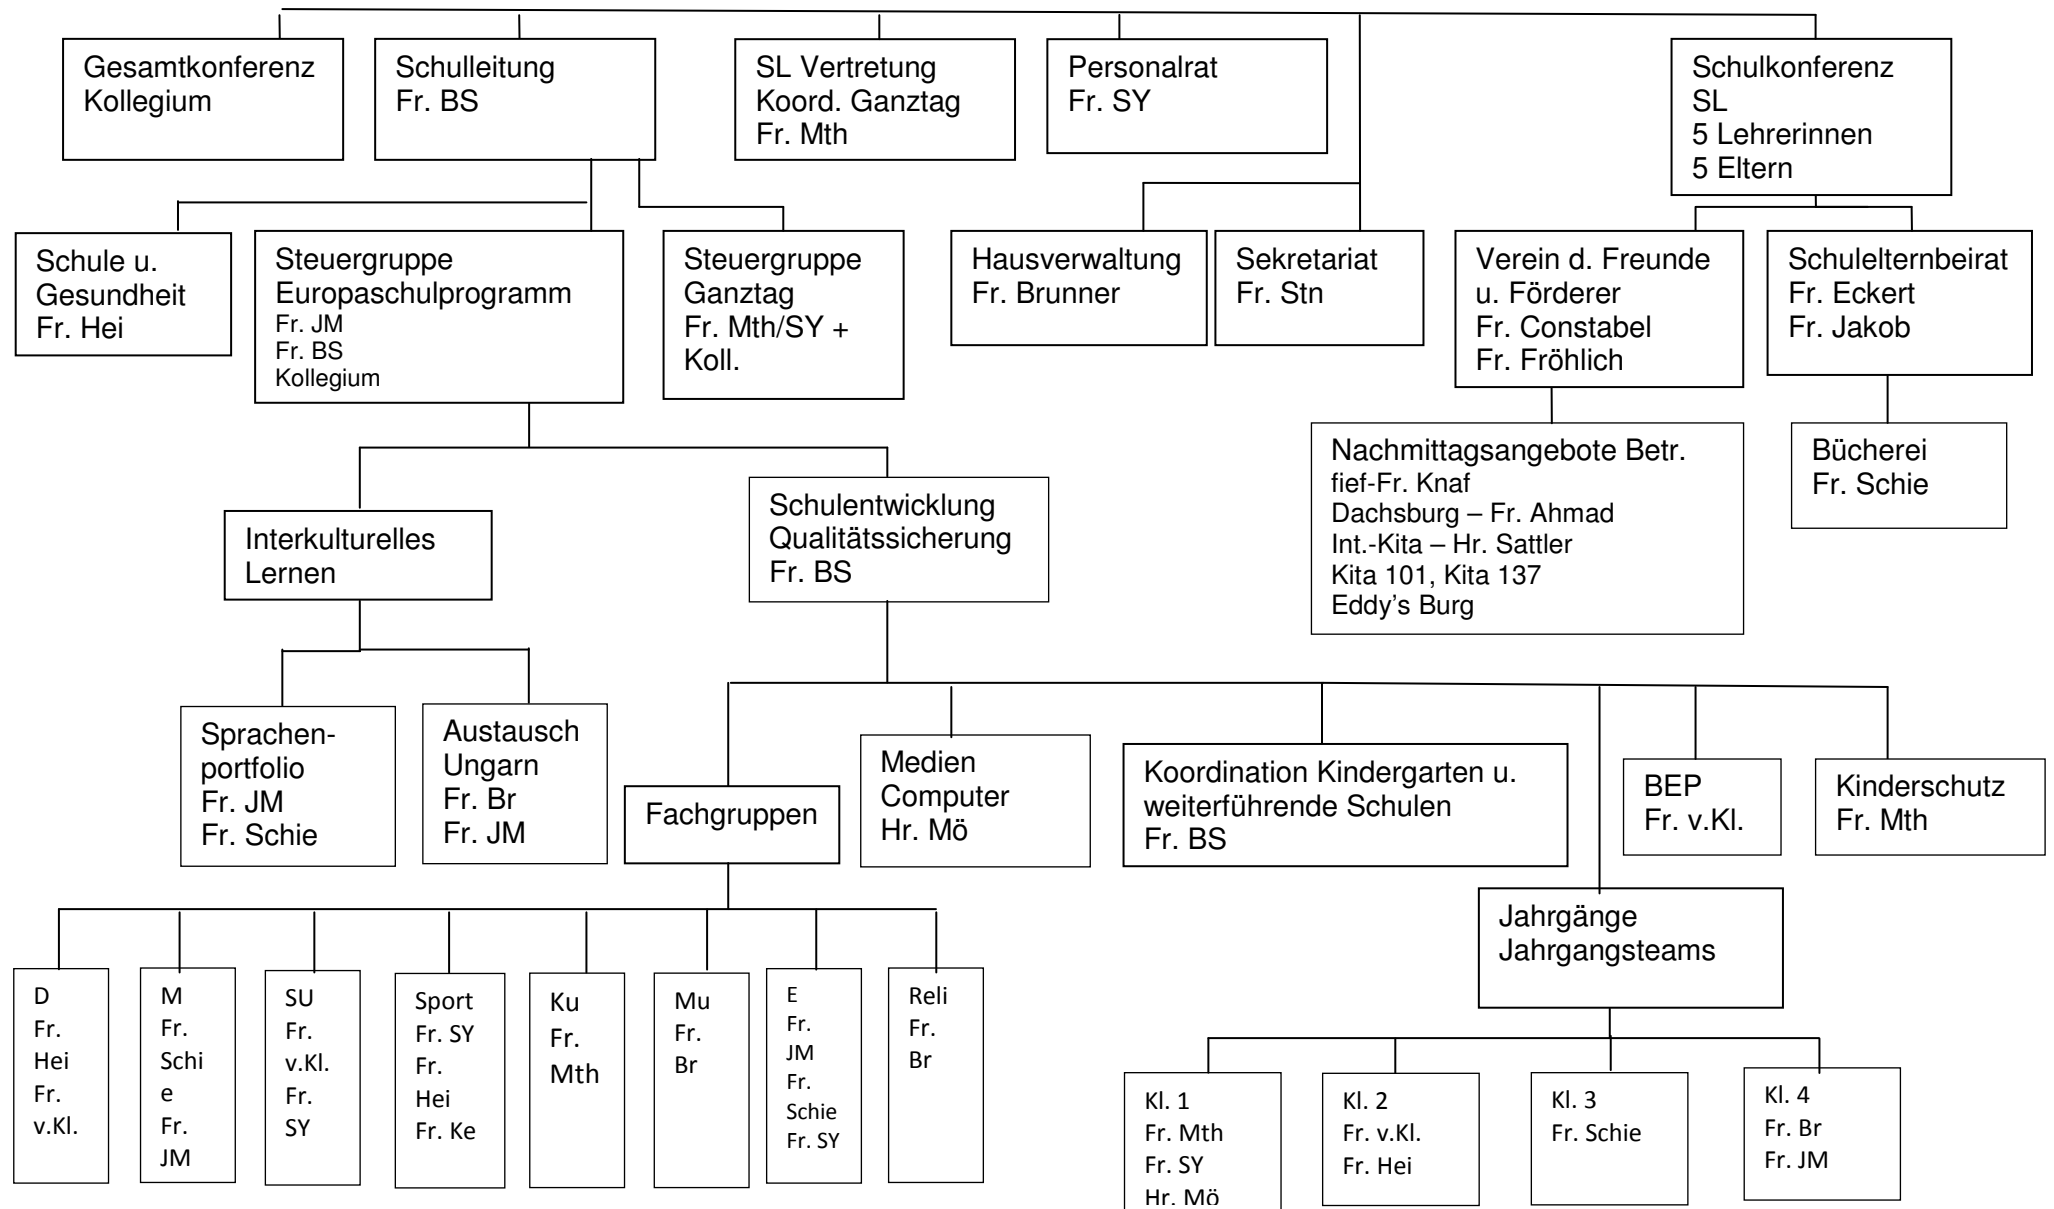 Gesamtkonferenz
Kollegium
Schulleitung
Fr. BS
SL Vertretung
Koord. Ganztag
Fr. Mth
Personalrat
Fr. SY
Schulkonferenz
SL
5 Lehrerinnen
5 Eltern
Schule u.
Gesundheit
Fr. Hei
Steuergruppe
Europaschulprogramm
Fr. JM
Fr. BS
Kollegium
Steuergruppe
Ganztag
Fr. Mth/SY +
Koll.
Hausverwaltung
Fr. Brunner
Sekretariat
Fr. Stn
Verein d. Freunde
u. Förderer
Fr. Constabel
Fr. Fröhlich
Schulelternbeirat
Fr. Eckert
Fr. Jakob
Nachmittagsangebote Betr.
fief-Fr. Knaf
Dachsburg – Fr. Ahmad
Int.-Kita – Hr. Sattler
Kita 101, Kita 137
Eddy’s Burg
Bücherei
Fr. Schie
Interkulturelles
Lernen
Schulentwicklung
Qualitätssicherung
Fr. BS
Sprachen-
portfolio
Fr. JM
Fr. Schie
Austausch
Ungarn
Fr. Br
Fr. JM
Fachgruppen
Medien
Computer
Hr. Mö
Koordination Kindergarten u.
weiterführende Schulen
Fr. BS
BEP
Fr. v.Kl.
Kinderschutz
Fr. Mth
Jahrgänge
Jahrgangsteams
D
Fr.
Hei
Fr.
v.Kl.
M
Fr.
Schi
e
Fr.
JM
SU
Fr.
v.Kl.
Fr.
SY
Sport
Fr. SY
Fr.
Hei
Fr. Ke
Ku
Fr.
Mth
Mu
Fr.
Br
E
Fr.
JM
Fr.
Schie
Fr. SY
Reli
Fr.
Br
Kl. 1
Fr. Mth
Fr. SY
Hr. Mö
Kl. 2
Fr. v.Kl.
Fr. Hei
Kl. 3
Fr. Schie
Kl. 4
Fr. Br
Fr. JM